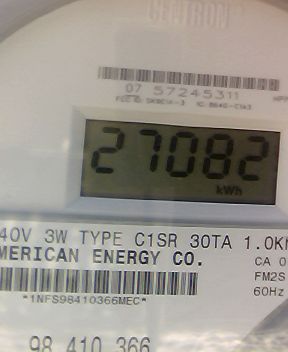 CENTRON
07 57245311
27082
kWh
40V 3W TYPE C1SR 30TA 1.0K
MERICAN ENERGY CO.
CA 0
FM2S
60Hz
*1NFS98410366MEC*
98 410 366